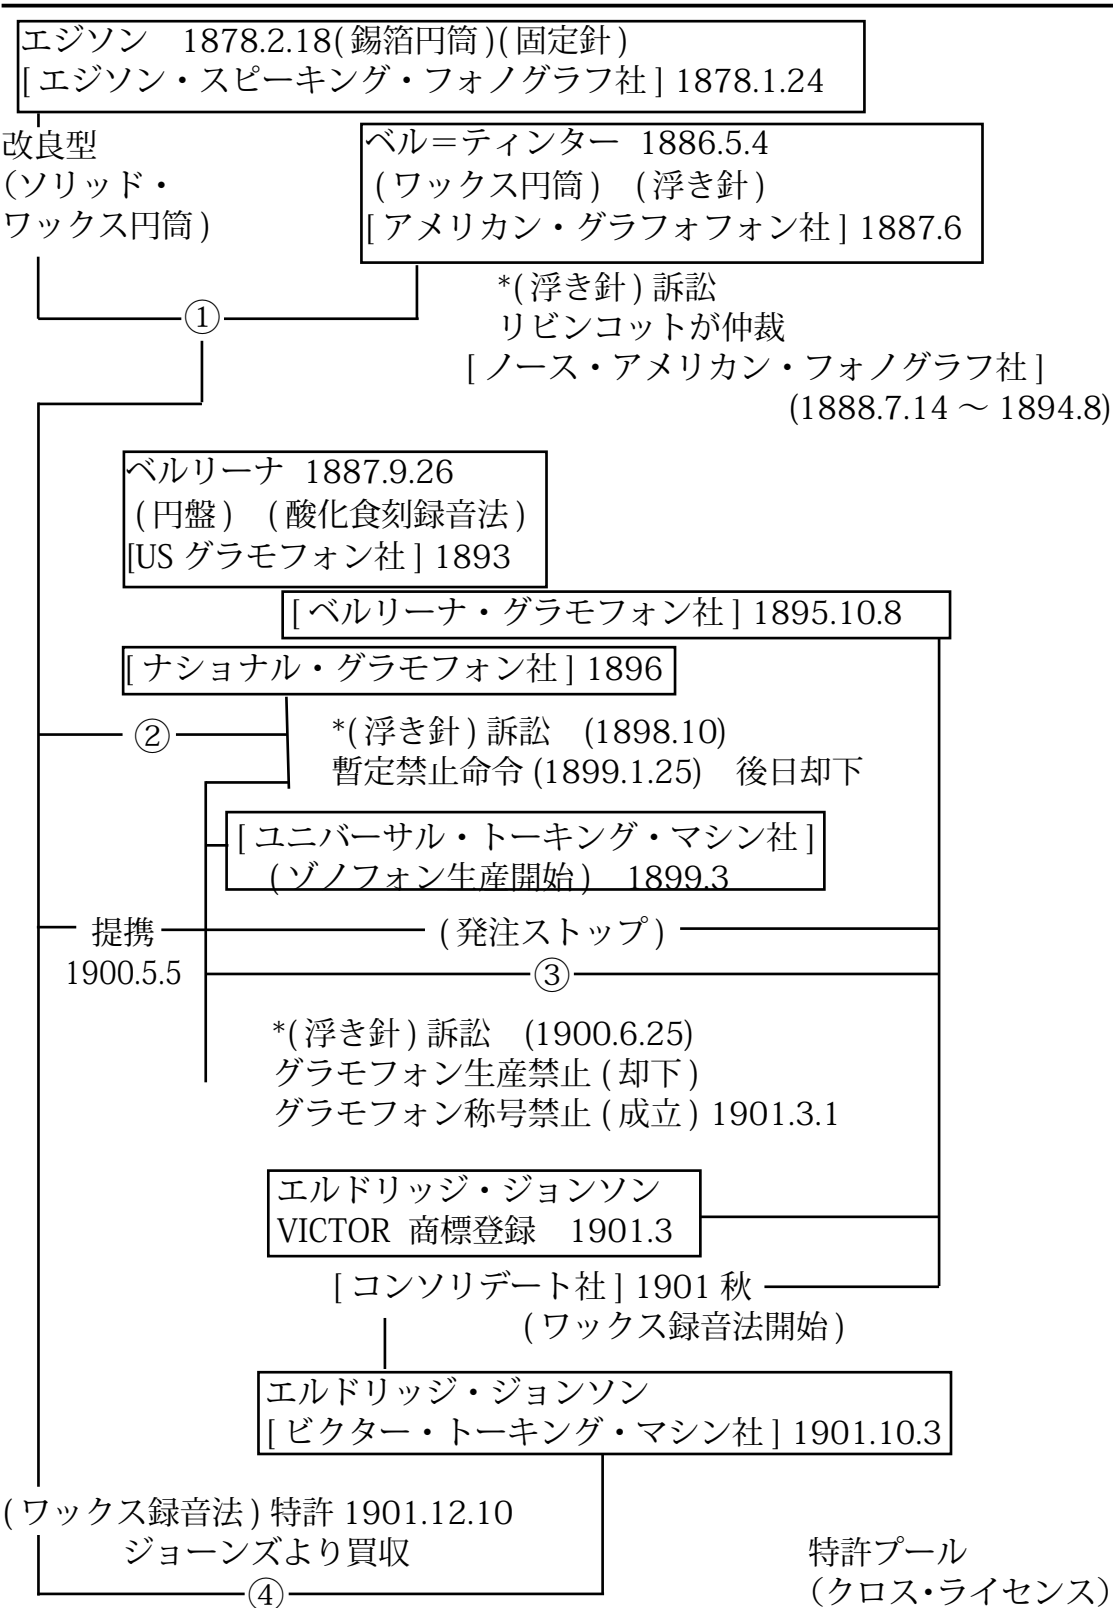 エジソン 1878.2.18(錫箔円筒)(固定針)
[エジソン・スピーキング・フォノグラフ社] 1878.1.24
改良型
(ソリッド・
ワックス円筒)
ベル＝ティンター 1886.5.4
(ワックス円筒) (浮き針)
[アメリカン・グラフォフォン社] 1887.6
*(浮き針)訴訟
リビンコットが仲裁
①
[ノース・アメリカン・フォノグラフ社]
(1888.7.14 ～ 1894.8)
ベルリーナ 1887.9.26
(円盤) (酸化食刻録音法)
[US グラモフォン社] 1893
[ベルリーナ・グラモフォン社] 1895.10.8
[ナショナル・グラモフォン社] 1896
②
*(浮き針)訴訟 (1898.10)
暫定禁止命令(1899.1.25) 後日却下
[ユニバーサル・トーキング・マシン社]
(ゾノフォン生産開始) 1899.3
提携
(発注ストップ)
1900.5.5
③
*(浮き針)訴訟 (1900.6.25)
グラモフォン生産禁止(却下)
グラモフォン称号禁止(成立) 1901.3.1
エルドリッジ・ジョンソン
VICTOR 商標登録 1901.3
[コンソリデート社] 1901 秋
(ワックス録音法開始)
エルドリッジ・ジョンソン
[ビクター・トーキング・マシン社] 1901.10.3
(ワックス録音法)特許 1901.12.10
ジョーンズより買収
④
特許プール
(クロス・ライセンス)